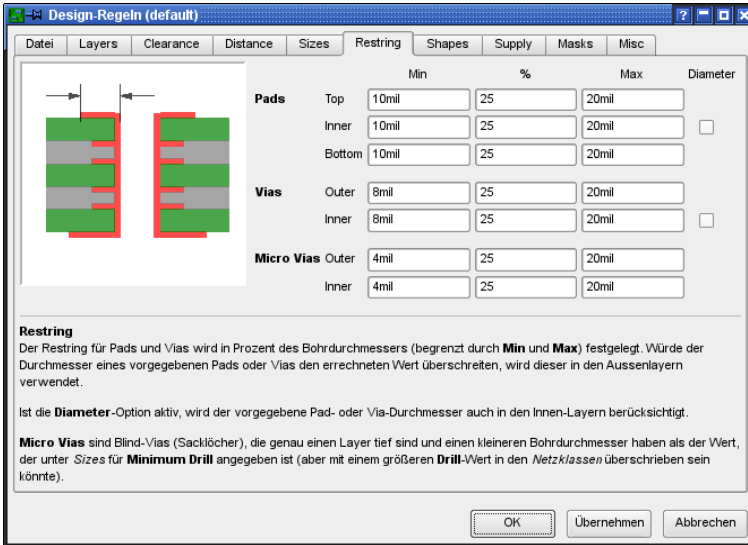 Design-Regeln (default)
Datei Layers Clearance Distance Sizes Restring Shapes Supply Masks Misc
Min % Max Diameter
Pads Top 10mil 25 20mil
Inner 10mil 25 20mil
Bottom 10mil 25 20mil
Vias Outer 8mil 25 20mil
Inner 8mil 25 20mil
Micro Vias Outer 4mil 25 20mil
Inner 4mil 25 20mil
Restring
Der Restring für Pads und Vias wird in Prozent des Bohrdurchmessers (begrenzt durch Min und Max) festgelegt. Würde der
Durchmesser eines vorgegebenen Pads oder Vias den errechneten Wert überschreiten, wird dieser in den Aussenlayern
verwendet.
Ist die Diameter-Option aktiv, wird der vorgegebene Pad- oder Via-Durchmesser auch in den Innen-Layern berücksichtigt.
Micro Vias sind Blind-Vias (Sacklöcher), die genau einen Layer tief sind und einen kleineren Bohrdurchmesser haben als der Wert,
der unter Sizes für Minimum Drill angegeben ist (aber mit einem größeren Drill-Wert in den Netzklassen überschrieben sein
könnte).
OK Übernehmen Abbrechen